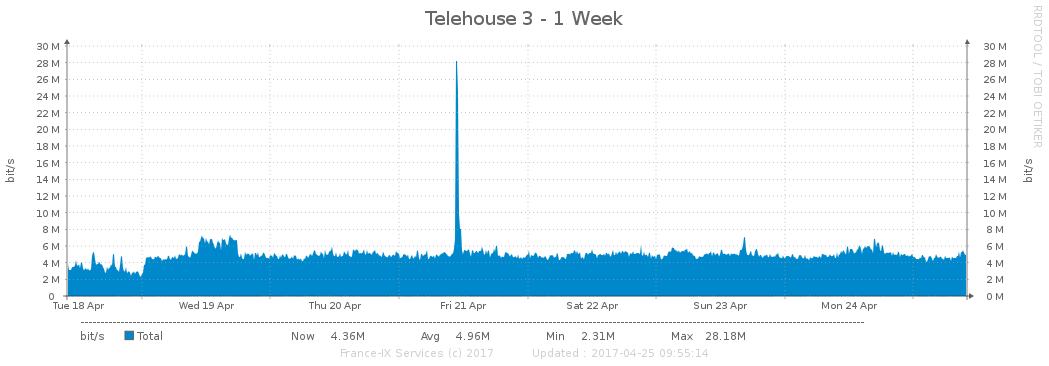 Telehouse 3 - 1 Week
RRDTOOL / TOBI OETIKER
bit/s
bit/s
30 M 30 M
28 M 28 M
26 M 26 M
24 M 24 M
22 M 22 M
20 M 20 M
18 M 18 M
16 M 16 M
14 M 14 M
12 M 12 M
10 M 10 M
8 M 8 M
6 M 6 M
4 M 4 M
2 M 2 M
0 0 M
Tue 18 Apr Wed 19 Apr Thu 20 Apr Fri 21 Apr Sat 22 Apr Sun 23 Apr Mon 24 Apr
bit/s Total Now 4.36M Avg 4.96M Min 2.31M Max 28.18M
France-IX Services (c) 2017 Updated : 2017-04-25 09:55:14